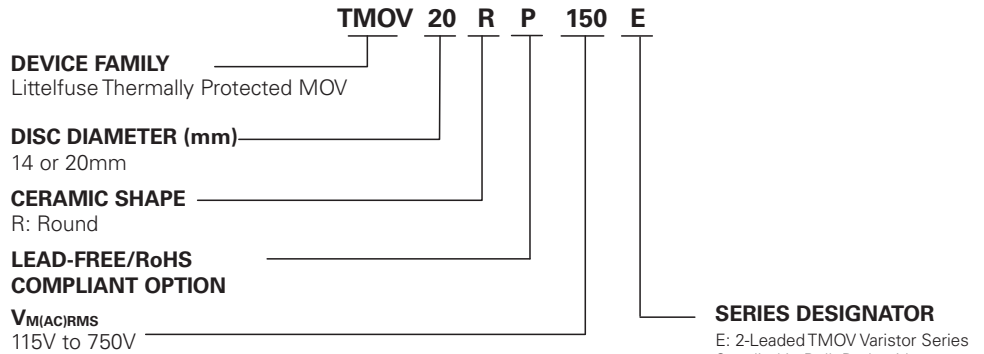 TMOV 20 R P 150 E
DEVICE FAMILY
Littelfuse Thermally Protected MOV
DISC DIAMETER (mm)
14 or 20mm
CERAMIC SHAPE
R: Round
LEAD-FREE/RoHS
COMPLIANT OPTION
VM(AC)RMS
115V to 750V
SERIES DESIGNATOR
E: 2-Leaded TMOV Varistor Series